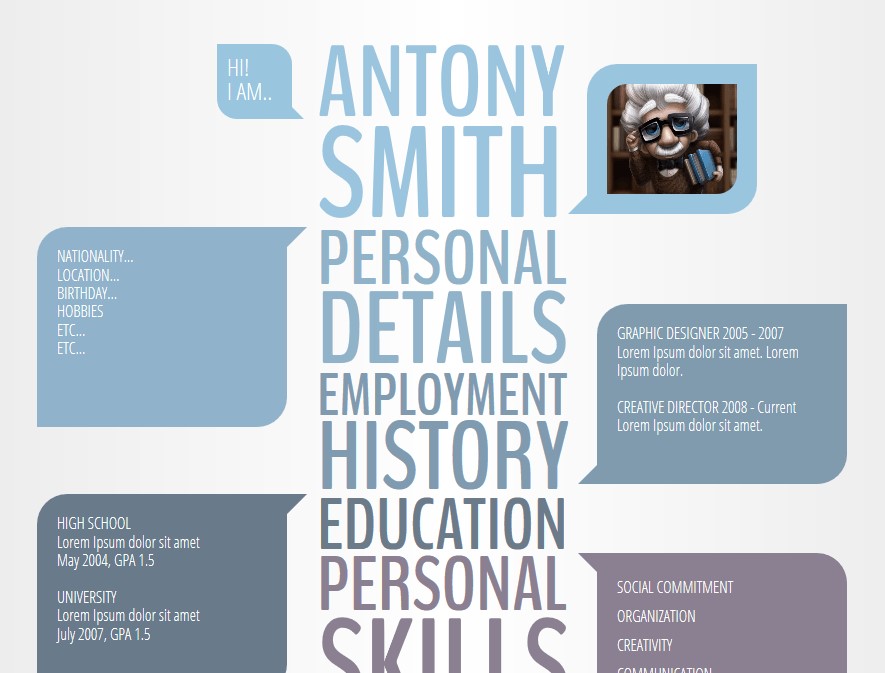 HI!
I AM..
ANTONY
SMITH
PERSONAL
DETAILS
NATIONALITY...
LOCATION...
BIRTHDAY...
HOBBIES
ETC...
ETC...
EMPLOYMENT
HISTORY
GRAPHIC DESIGNER 2005 - 2007
Lorem Ipsum dolor sit amet. Lorem
Ipsum dolor.
CREATIVE DIRECTOR 2008 - Current
Lorem Ipsum dolor sit amet.
EDUCATION
HIGH SCHOOL
Lorem Ipsum dolor sit amet
May 2004, GPA 1.5
UNIVERSITY
Lorem Ipsum dolor sit amet
July 2007, GPA 1.5
PERSONAL
SKILLS
SOCIAL COMMITMENT
ORGANIZATION
CREATIVITY
COMMUNICATION